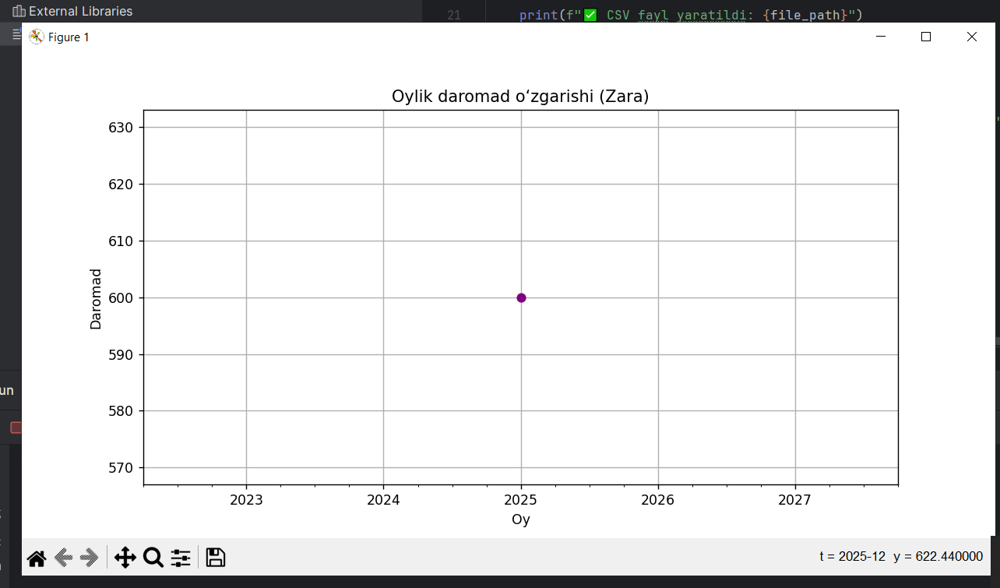 External Libraries
21 print(f"✅ CSV fayl yaratildi: {file_path}")
Figure 1
Oylik daromad oʻzgarishi (Zara)
630
620
610
600
590
580
570
Daromad
2023 2024 2025 2026 2027
Oy
un
t = 2025-12 y = 622.440000